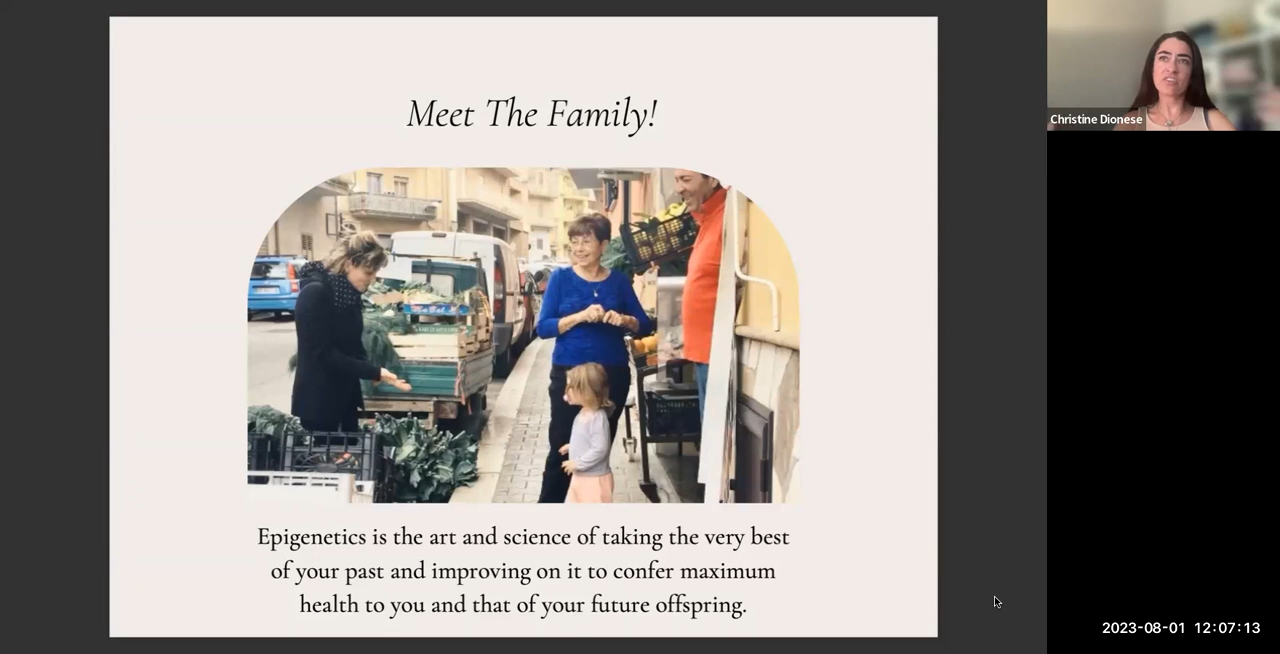 Meet The Family!
Epigenetics is the art and science of taking the very best
of your past and improving on it to confer maximum
health to you and that of your future offspring.
Christine Dionese
2023-08-01 12:07:13